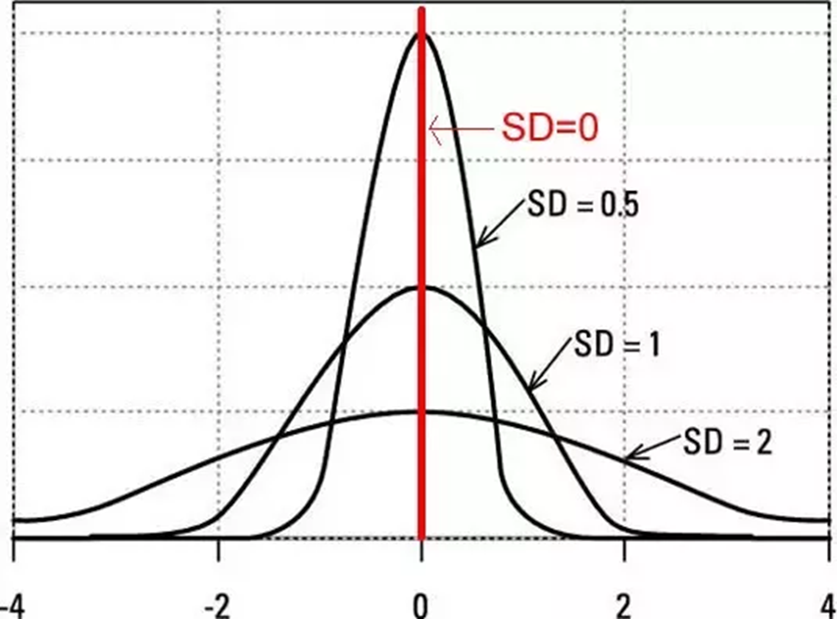 SD=0
SD = 0.5
SD = 1
SD = 2
-4 -2 0 2 4